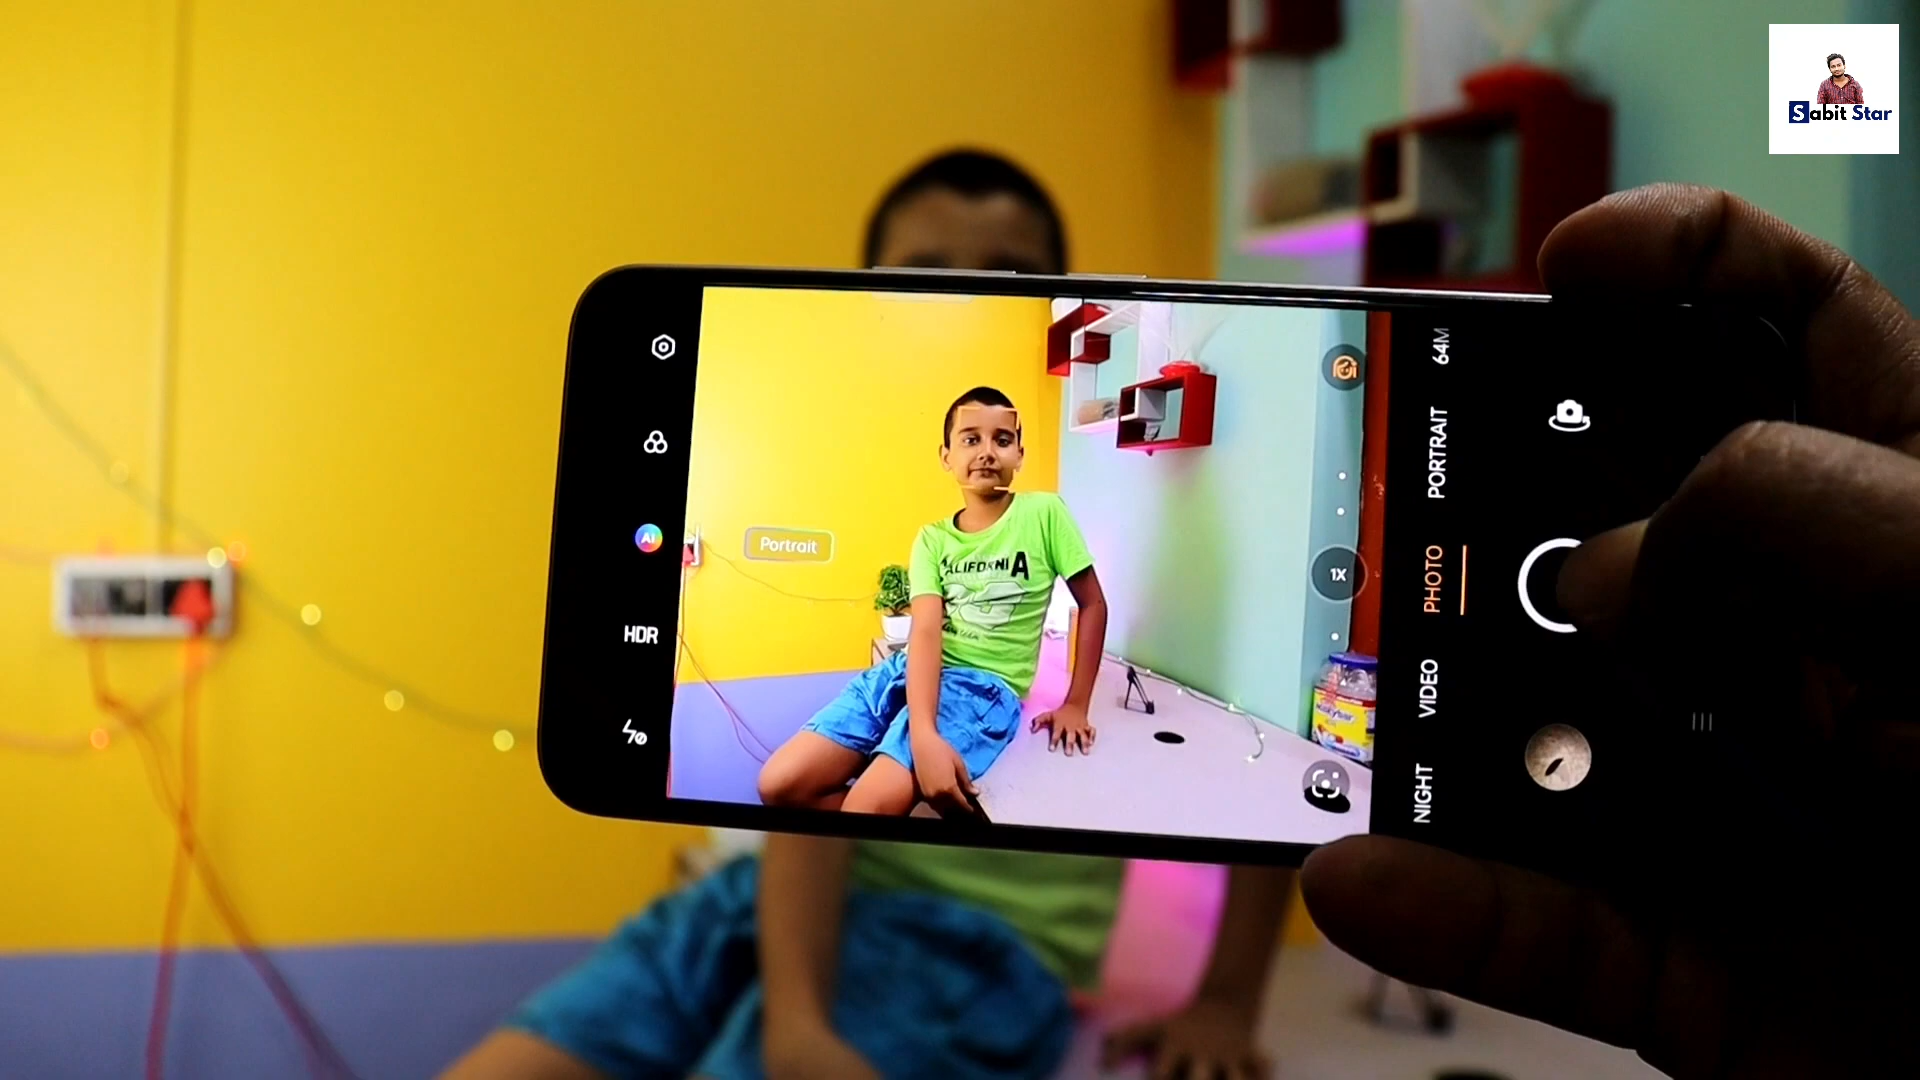 Sabit Star
64M
PORTRAIT
PHOTO
VIDEO
NIGHT
1X
AI
HDR
Portrait
CALIFORNIA